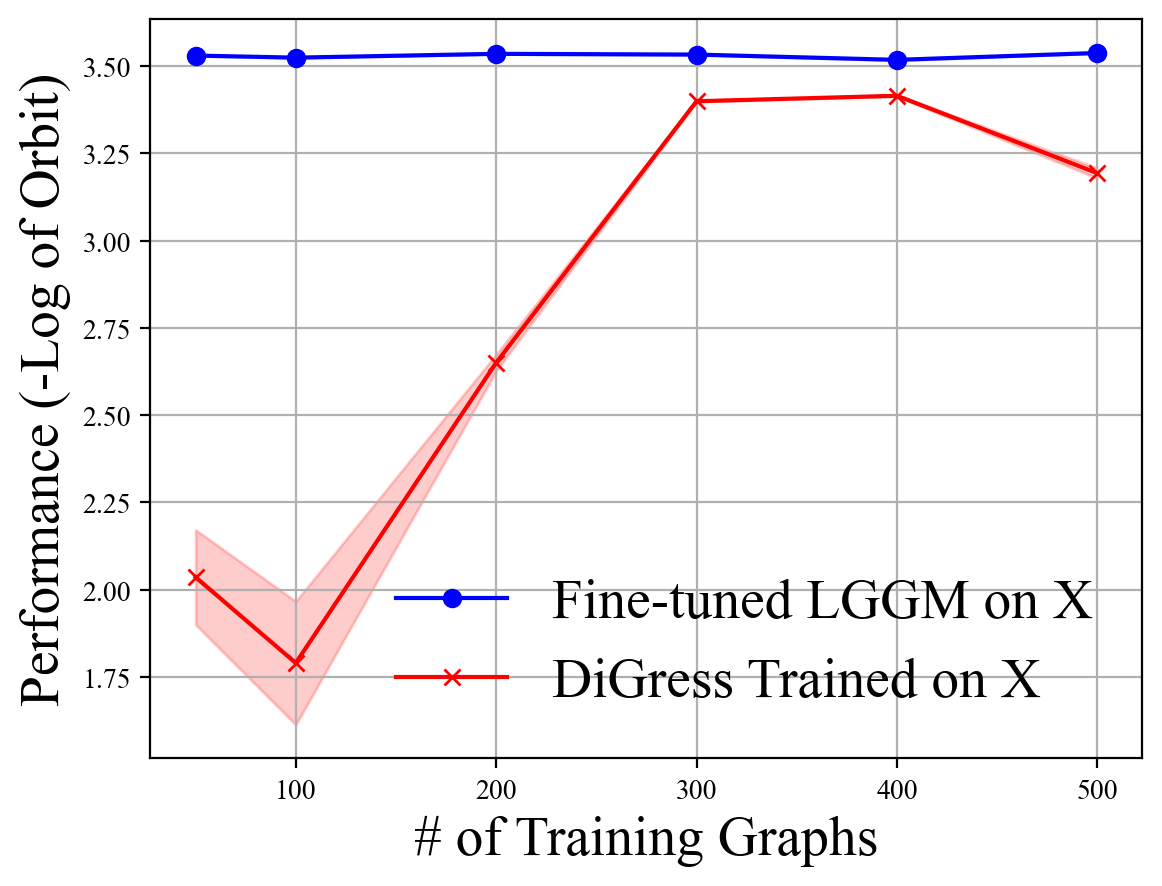 Performance (-Log of Orbit)
3.50
3.25
3.00
2.75
2.50
2.25
2.00
1.75
Fine-tuned LGGM on X
DiGress Trained on X
100 200 300 400 500
# of Training Graphs